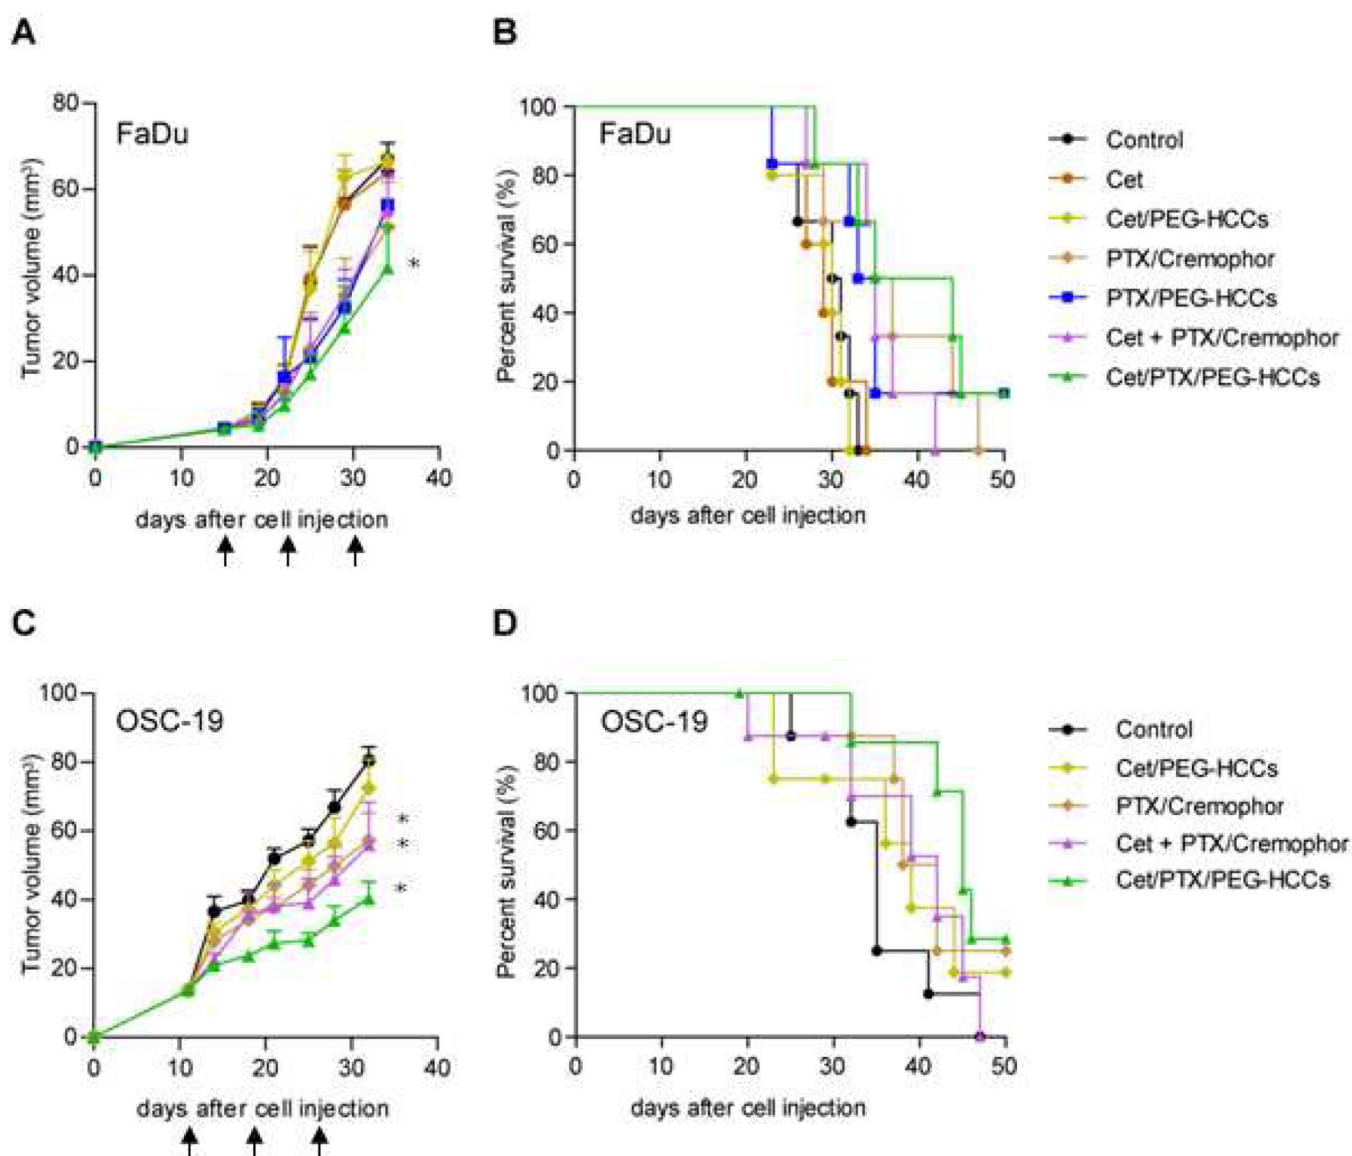 A
B
80
60
40
20
0
FaDu
Tumor volume (mm³)
*
0 10 20 30 40
days after cell injection
100
80
60
40
20
0
FaDu
Percent survival (%)
0 10 20 30 40 50
days after cell injection
Control
Cet
Cet/PEG-HCCs
PTX/Cremophor
PTX/PEG-HCCs
Cet + PTX/Cremophor
Cet/PTX/PEG-HCCs
C
D
100
80
60
40
20
0
OSC-19
Tumor volume (mm³)
*
*
*
0 10 20 30 40
days after cell injection
100
80
60
40
20
0
OSC-19
Percent survival (%)
0 10 20 30 40 50
days after cell injection
Control
Cet/PEG-HCCs
PTX/Cremophor
Cet + PTX/Cremophor
Cet/PTX/PEG-HCCs